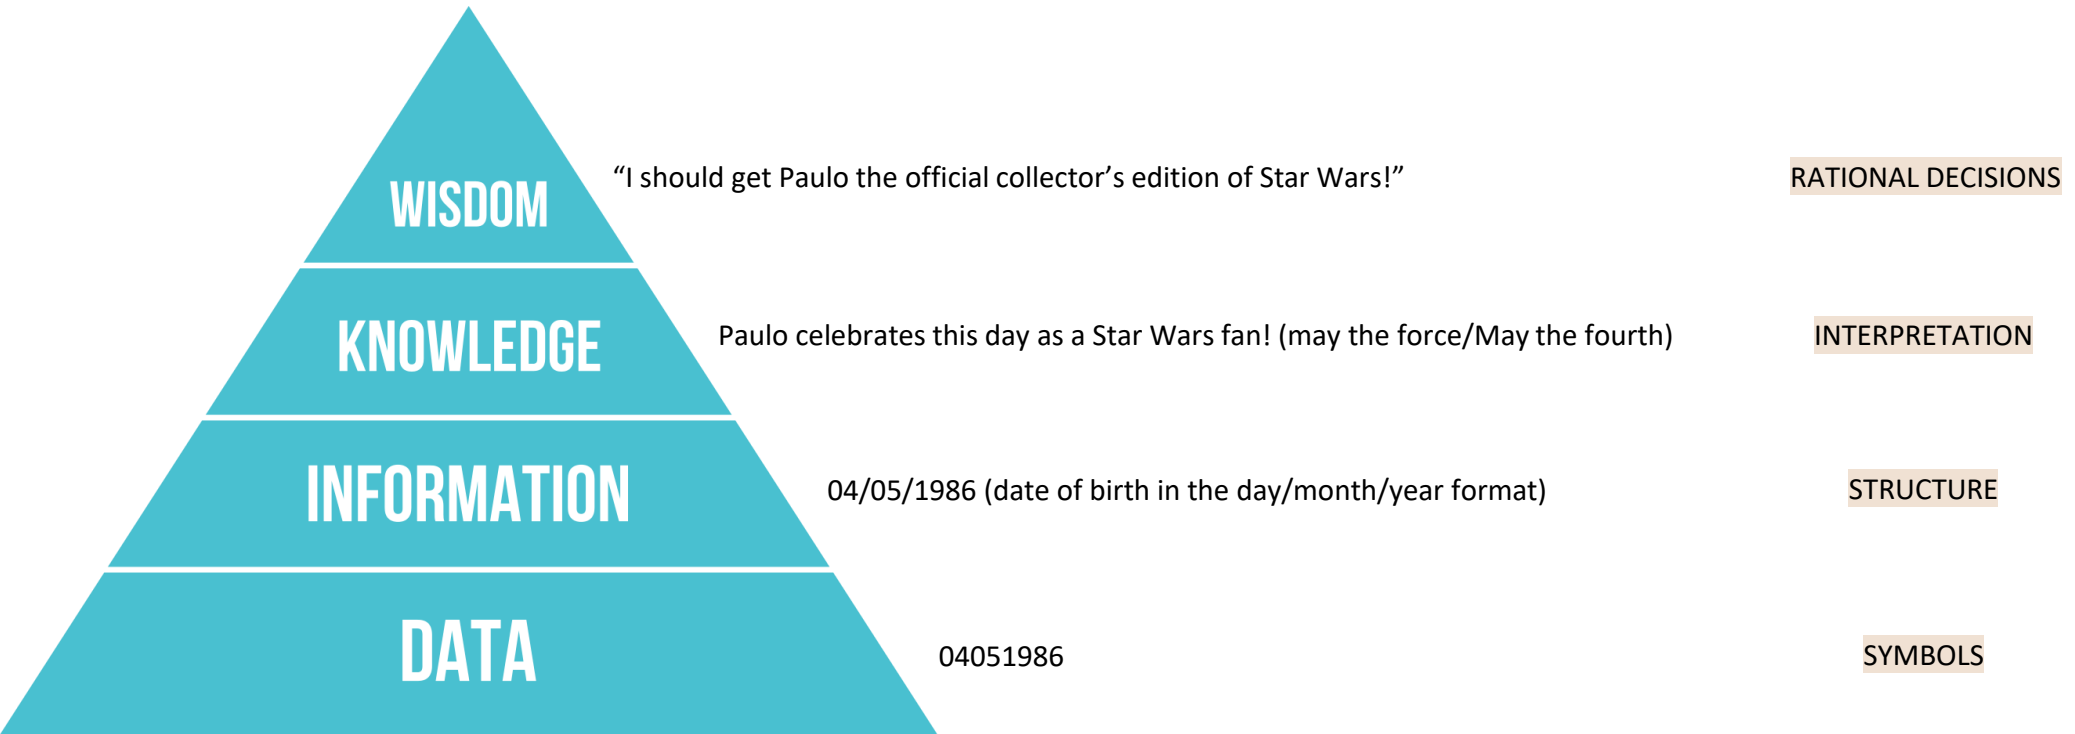 WISDOM “I should get Paulo the official collector’s edition of Star Wars!” RATIONAL DECISIONS
KNOWLEDGE Paulo celebrates this day as a Star Wars fan! (may the force/May the fourth) INTERPRETATION
INFORMATION 04/05/1986 (date of birth in the day/month/year format) STRUCTURE
DATA 04051986 SYMBOLS